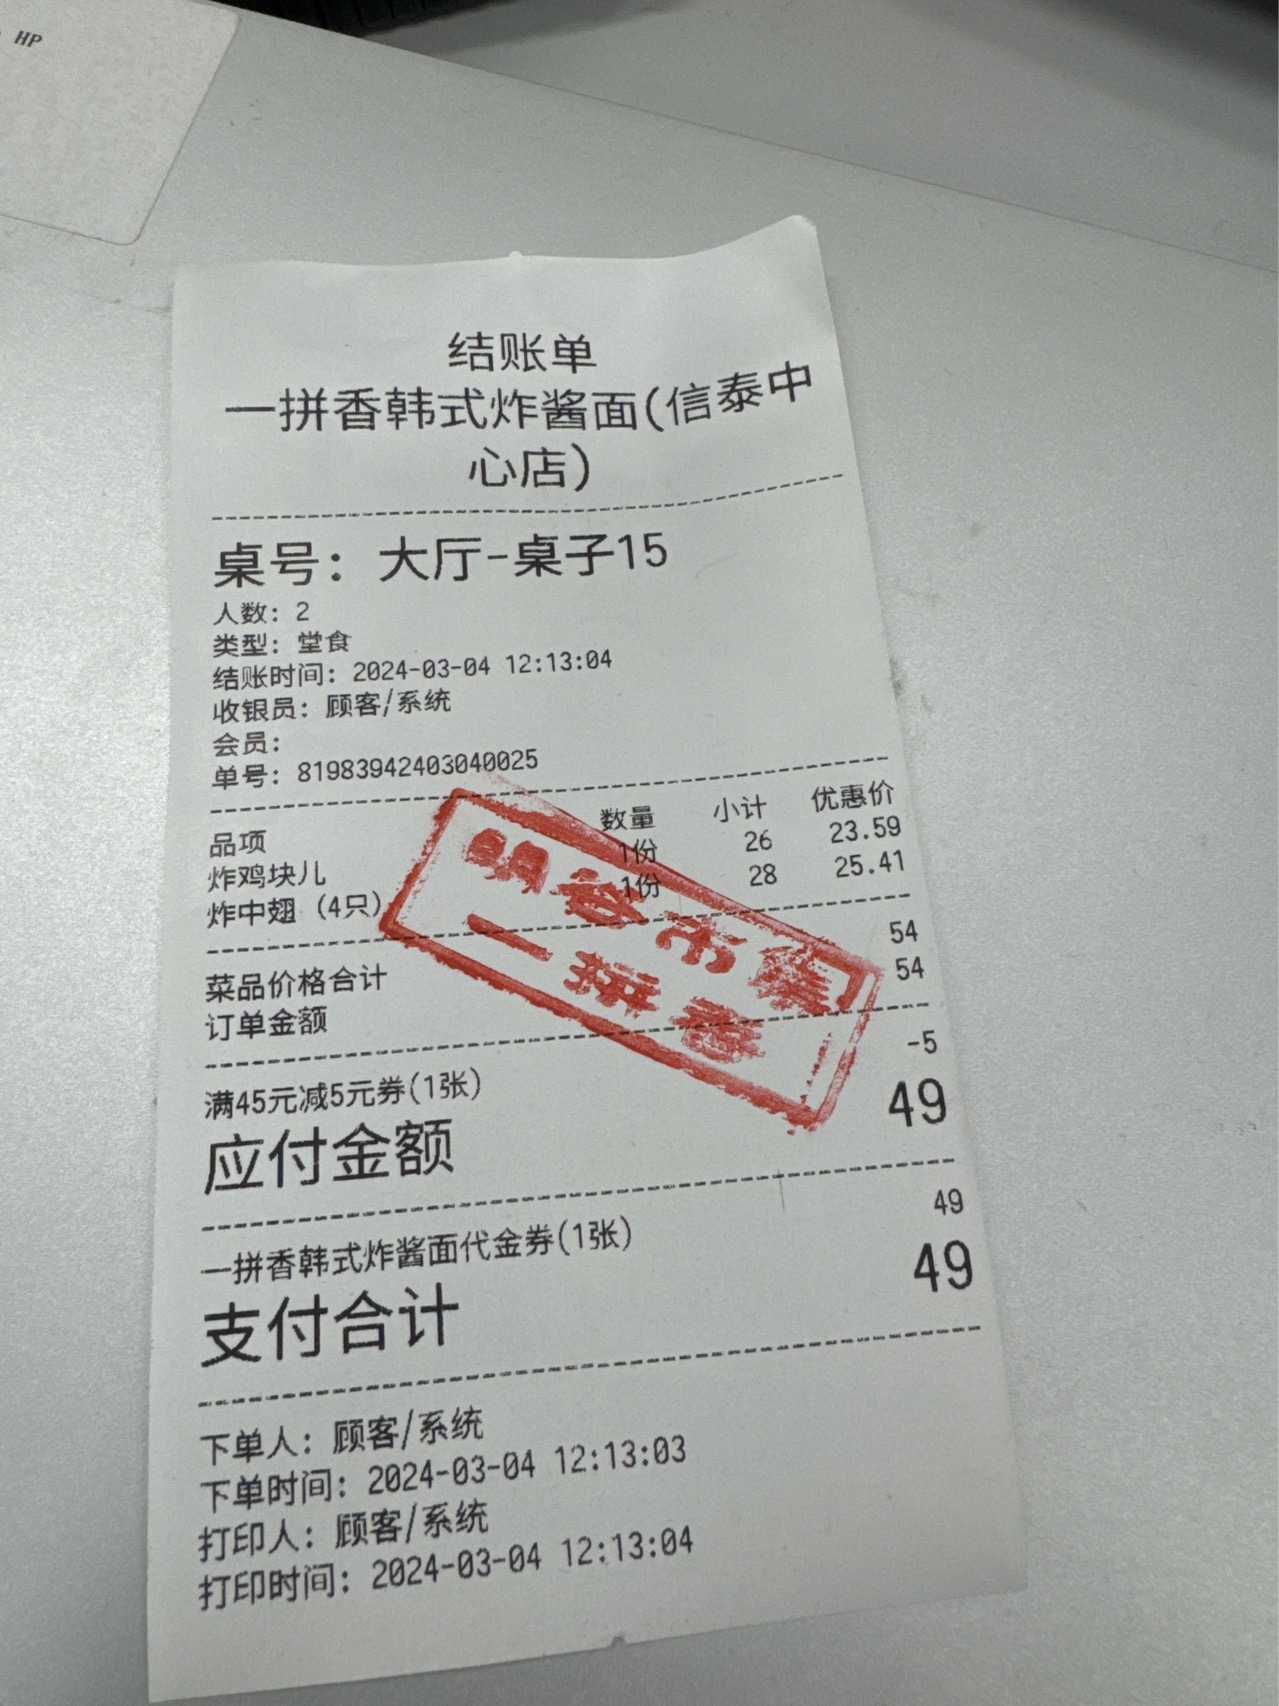 HP
结账单
一拼香韩式炸酱面(信泰中
心店)
桌号：大厅-桌子15
人数：2
类型：堂食
结账时间：2024-03-04 12:13:04
收银员：顾客/系统
会员：
单号：81983942403040025
品项 数量 小计 优惠价
炸鸡块儿 1份 26 23.59
炸中翅（4只） 1份 28 25.41
菜品价格合计 54
订单金额 54
满45元减5元券(1张) -5
应付金额 49
一拼香韩式炸酱面代金券(1张) 49
支付合计 49
下单人：顾客/系统
下单时间：2024-03-04 12:13:03
打印人：顾客/系统
打印时间：2024-03-04 12:13:04
一拼香